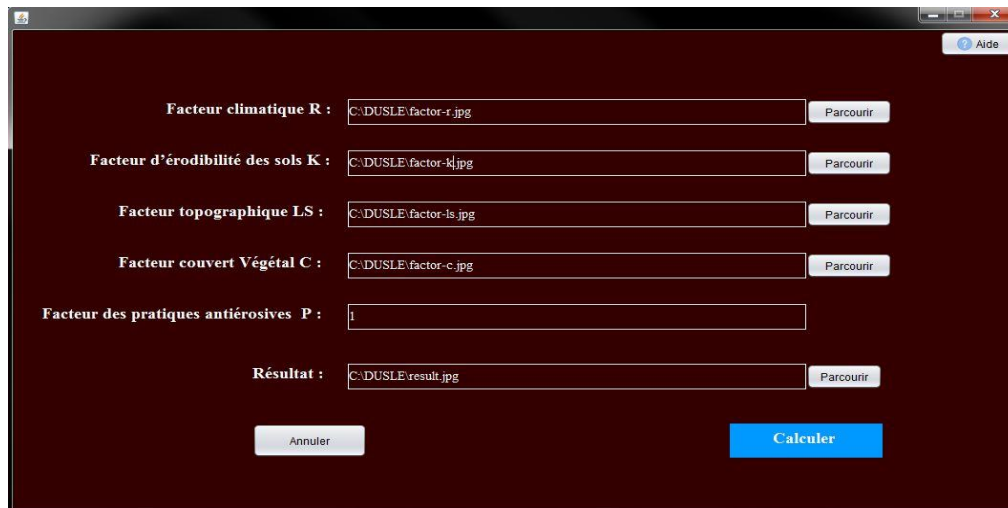 Aide
Facteur climatique R : C:\DUSLE\factor-r.jpg Parcourir
Facteur d'érodibilité des sols K : C:\DUSLE\factor-k.jpg Parcourir
Facteur topographique LS : C:\DUSLE\factor-ls.jpg Parcourir
Facteur couvert Végétal C : C:\DUSLE\factor-c.jpg Parcourir
Facteur des pratiques antiérosives P : 1
Résultat : C:\DUSLE\result.jpg Parcourir
Annuler Calculer